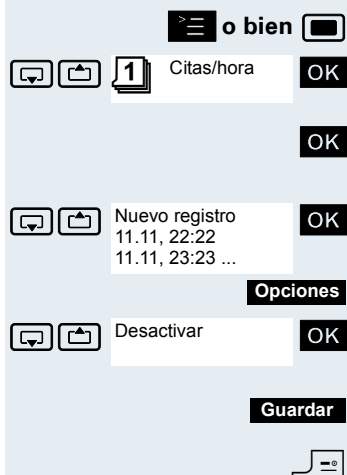 o bien
1 Citas/hora OK
OK
Nuevo registro OK
11.11, 22:22
11.11, 23:23 ...
Opciones
Desactivar OK
Guardar